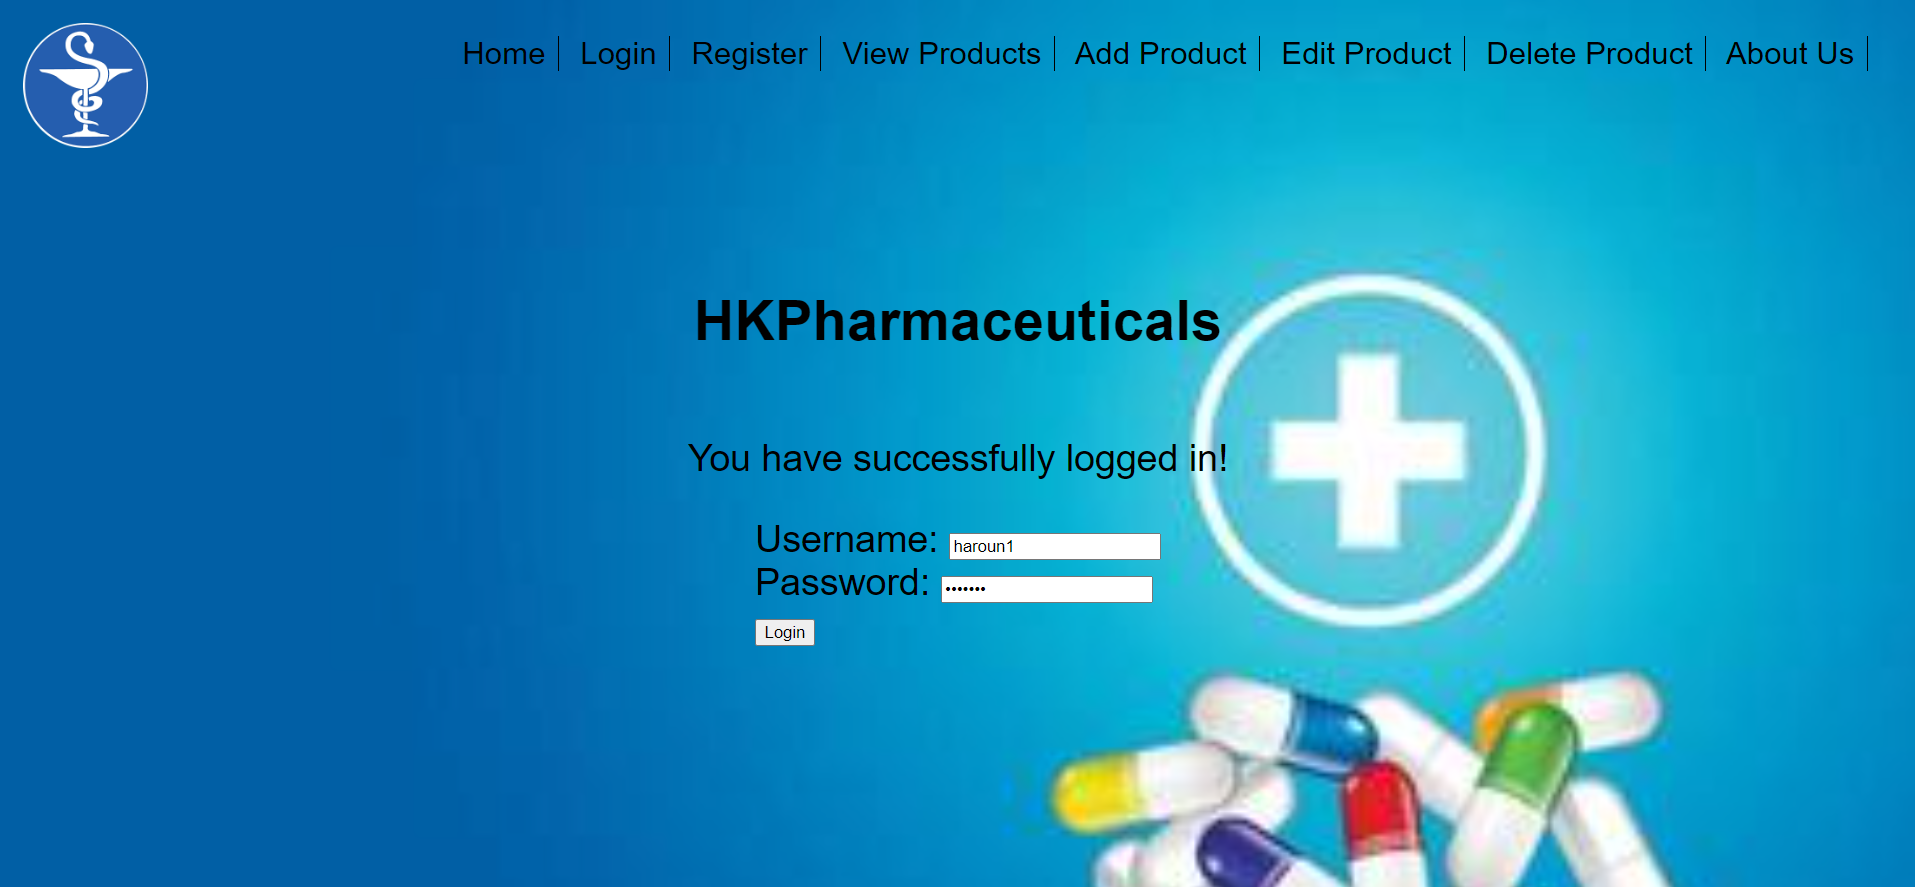 Home Login Register View Products Add Product Edit Product Delete Product About Us
HKPharmaceuticals
You have successfully logged in!
Username: haroun1
Password: •••••••
Login